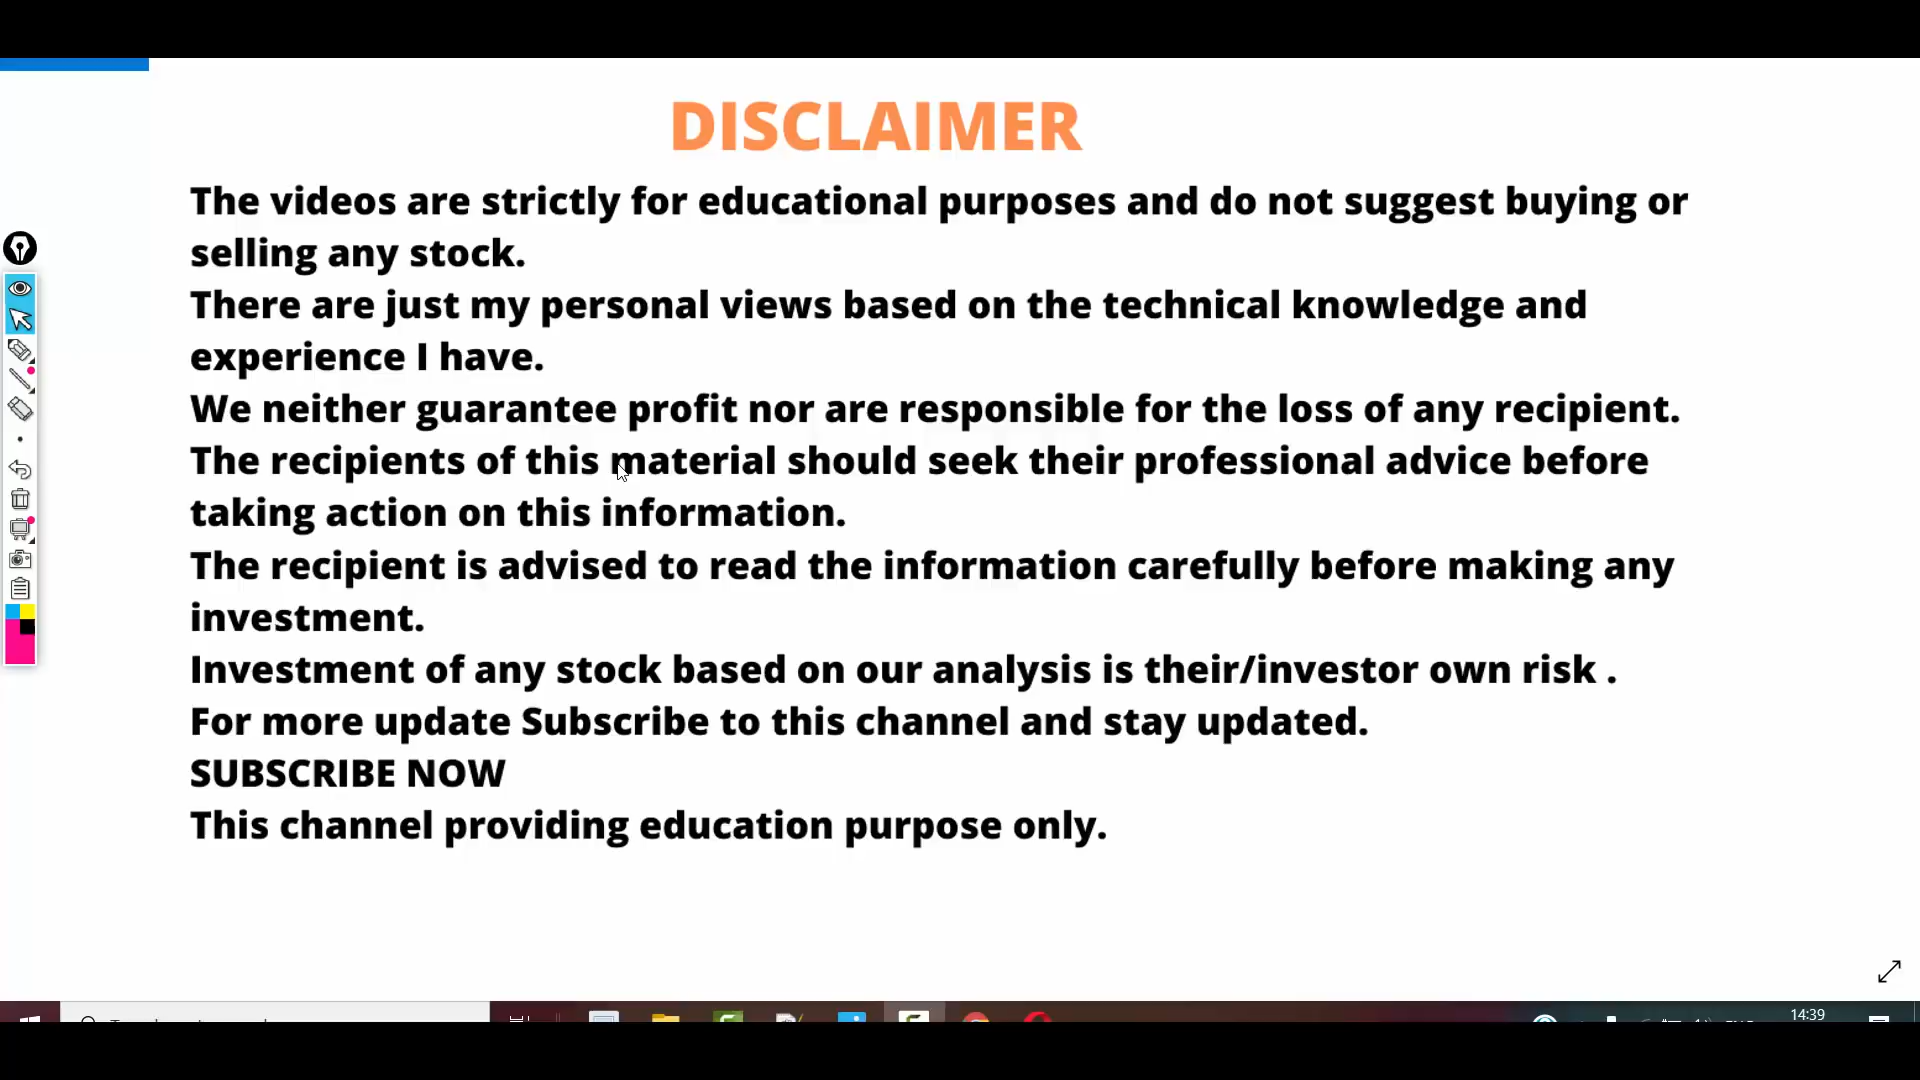 DISCLAIMER
The videos are strictly for educational purposes and do not suggest buying or
selling any stock.
There are just my personal views based on the technical knowledge and
experience I have.
We neither guarantee profit nor are responsible for the loss of any recipient.
The recipients of this material should seek their professional advice before
taking action on this information.
The recipient is advised to read the information carefully before making any
investment.
Investment of any stock based on our analysis is their/investor own risk .
For more update Subscribe to this channel and stay updated.
SUBSCRIBE NOW
This channel providing education purpose only.
14:39